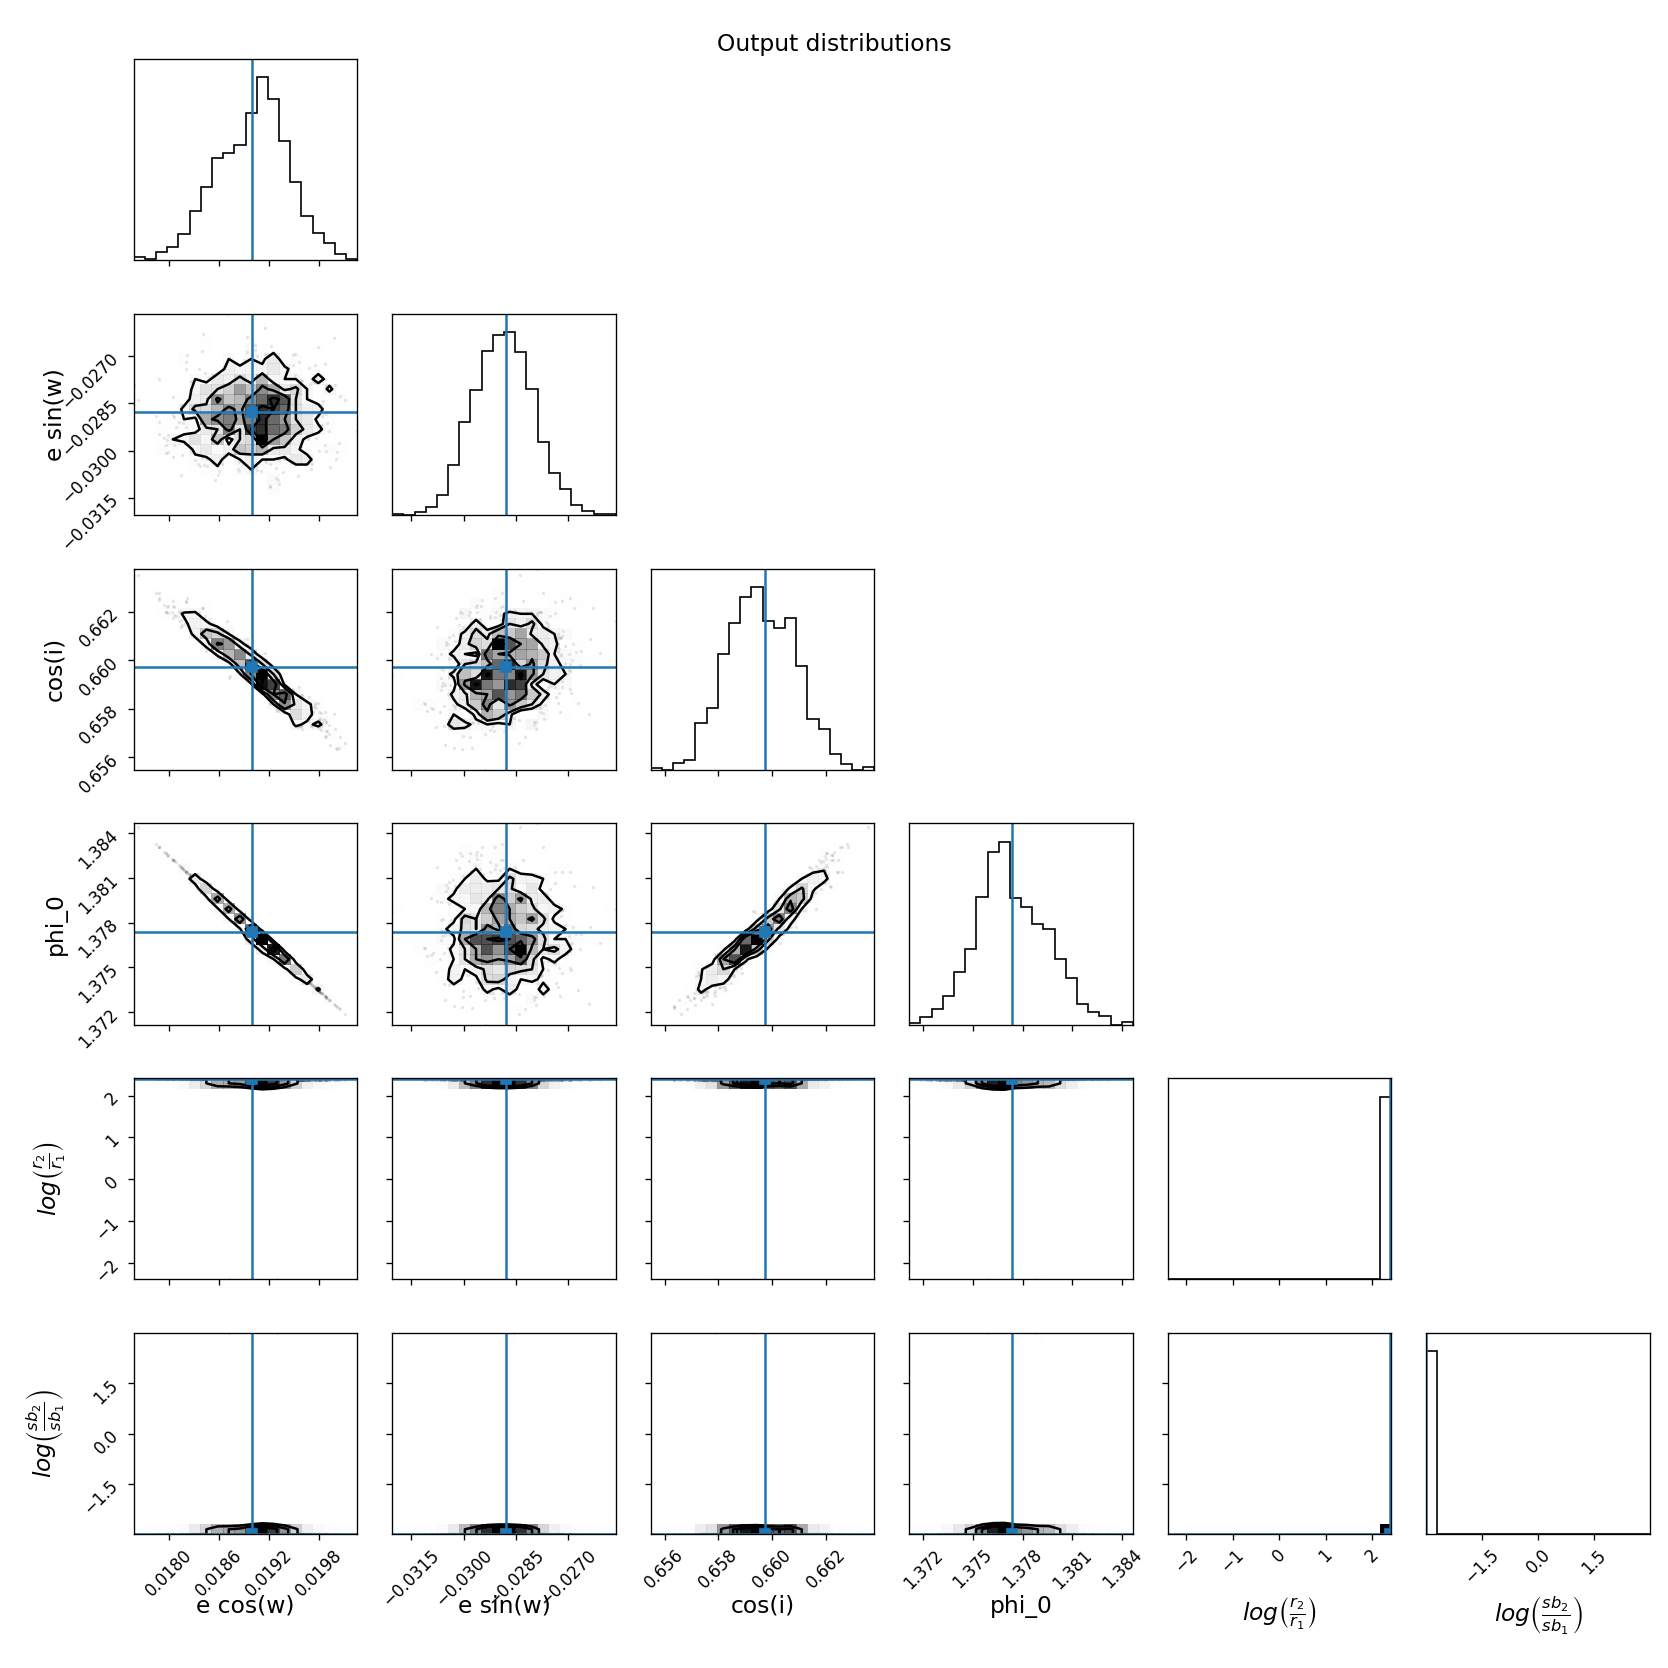 Output distributions
e sin(w)
−0.0270
−0.0285
−0.0300
−0.0315
cos(i)
0.662
0.660
0.658
0.656
phi_0
1.384
1.381
1.378
1.375
1.372
log(r₂/r₁)
2
1
0
−1
−2
log(sb₂/sb₁)
1.5
0.0
−1.5
0.0180 0.0186 0.0192 0.0198
e cos(w)
−0.0315 −0.0300 −0.0285 −0.0270
e sin(w)
0.656 0.658 0.660 0.662
cos(i)
1.372 1.375 1.378 1.381 1.384
phi_0
−2 −1 0 1 2
log(r₂/r₁)
−1.5 0.0 1.5
log(sb₂/sb₁)